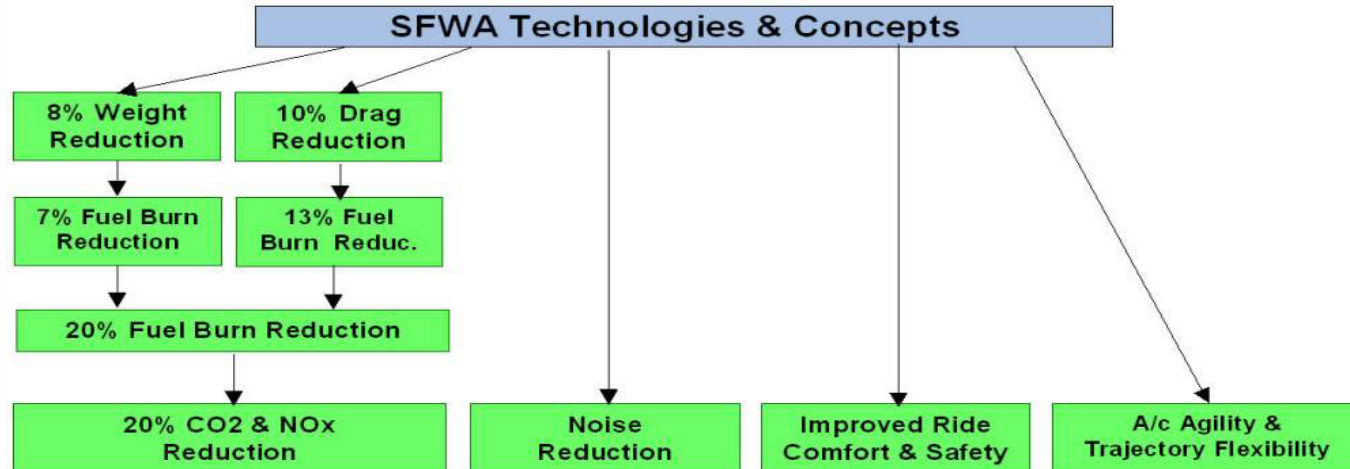 SFWA Technologies & Concepts
8% Weight
Reduction
10% Drag
Reduction
7% Fuel Burn
Reduction
13% Fuel
Burn Reduc.
20% Fuel Burn Reduction
20% CO2 & NOx
Reduction
Noise
Reduction
Improved Ride
Comfort & Safety
A/c Agility &
Trajectory Flexibility